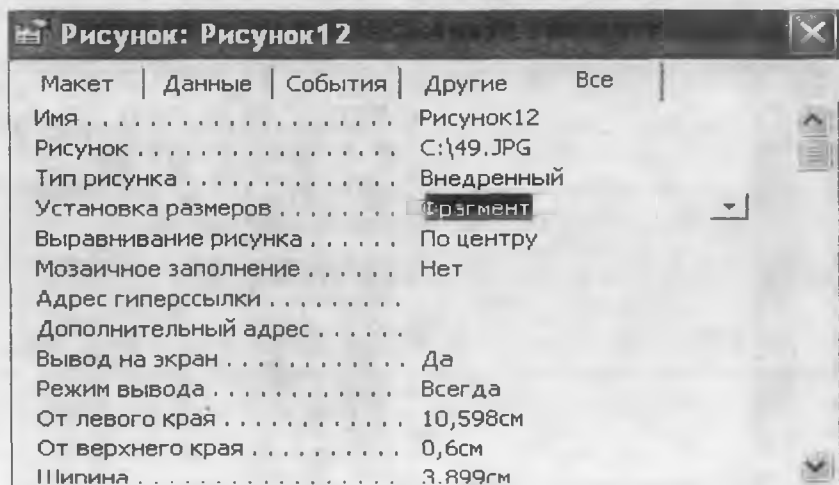 Рисунок: Рисунок12
Макет Данные События Другие Все
Имя . . . . . . . . . . . . . . . . . . . . Рисунок12
Рисунок . . . . . . . . . . . . . . . . C:\49.JPG
Тип рисунка . . . . . . . . . . . . . Внедренный
Установка размеров . . . . . . . . Фрагмент
Выравнивание рисунка . . . . . . По центру
Мозаичное заполнение . . . . . . Нет
Адрес гиперссылки . . . . . . . . .
Дополнительный адрес . . . . . .
Вывод на экран . . . . . . . . . . . . Да
Режим вывода . . . . . . . . . . . . Всегда
От левого края . . . . . . . . . . . . 10,598см
От верхнего края . . . . . . . . . . 0,6см
Ширина . . . . . . . . . . . . . . . . . 3,899см